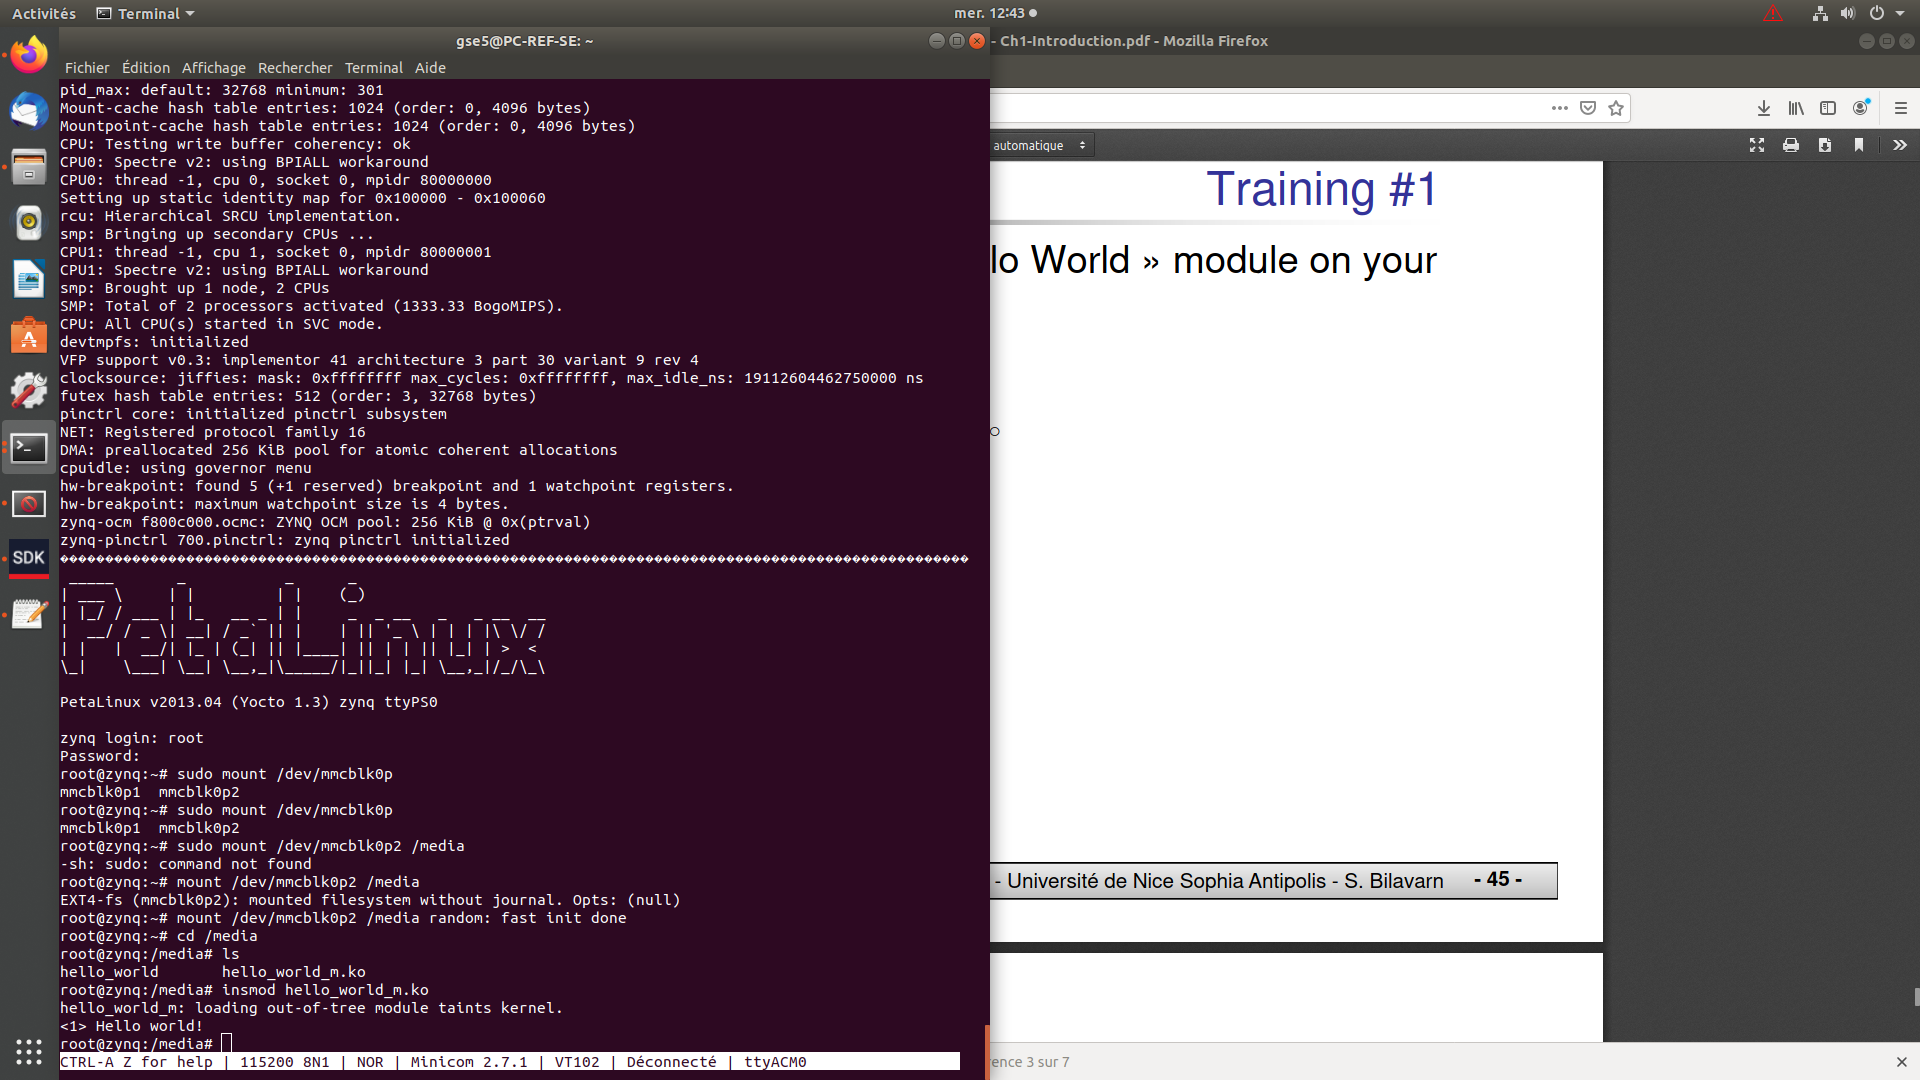 Activités Terminal mer. 12:43
gse5@PC-REF-SE: ~
- Ch1-Introduction.pdf - Mozilla Firefox
Fichier Édition Affichage Rechercher Terminal Aide
pid_max: default: 32768 minimum: 301
Mount-cache hash table entries: 1024 (order: 0, 4096 bytes)
Mountpoint-cache hash table entries: 1024 (order: 0, 4096 bytes)
CPU: Testing write buffer coherency: ok
CPU0: Spectre v2: using BPIALL workaround
CPU0: thread -1, cpu 0, socket 0, mpidr 80000000
Setting up static identity map for 0x100000 - 0x100060
rcu: Hierarchical SRCU implementation.
smp: Bringing up secondary CPUs ...
CPU1: thread -1, cpu 1, socket 0, mpidr 80000001
CPU1: Spectre v2: using BPIALL workaround
smp: Brought up 1 node, 2 CPUs
SMP: Total of 2 processors activated (1333.33 BogoMIPS).
CPU: All CPU(s) started in SVC mode.
devtmpfs: initialized
VFP support v0.3: implementor 41 architecture 3 part 30 variant 9 rev 4
clocksource: jiffies: mask: 0xffffffff max_cycles: 0xffffffff, max_idle_ns: 19112604462750000 ns
futex hash table entries: 512 (order: 3, 32768 bytes)
pinctrl core: initialized pinctrl subsystem
NET: Registered protocol family 16
DMA: preallocated 256 KiB pool for atomic coherent allocations
cpuidle: using governor menu
hw-breakpoint: found 5 (+1 reserved) breakpoint and 1 watchpoint registers.
hw-breakpoint: maximum watchpoint size is 4 bytes.
zynq-ocm f800c000.ocmc: ZYNQ OCM pool: 256 KiB @ 0x(ptrval)
zynq-pinctrl 700.pinctrl: zynq pinctrl initialized
PetaLinux
PetaLinux v2013.04 (Yocto 1.3) zynq ttyPS0
zynq login: root
Password:
root@zynq:~# sudo mount /dev/mmcblk0p
mmcblk0p1 mmcblk0p2
root@zynq:~# sudo mount /dev/mmcblk0p
mmcblk0p1 mmcblk0p2
root@zynq:~# sudo mount /dev/mmcblk0p2 /media
-sh: sudo: command not found
root@zynq:~# mount /dev/mmcblk0p2 /media
EXT4-fs (mmcblk0p2): mounted filesystem without journal. Opts: (null)
root@zynq:~# mount /dev/mmcblk0p2 /media random: fast init done
root@zynq:~# cd /media
root@zynq:/media# ls
hello_world hello_world_m.ko
root@zynq:/media# insmod hello_world_m.ko
hello_world_m: loading out-of-tree module taints kernel.
<1> Hello world!
root@zynq:/media#
CTRL-A Z for help | 115200 8N1 | NOR | Minicom 2.7.1 | VT102 | Déconnecté | ttyACM0
SDK
automatique
Training #1
lo World » module on your
o
- Université de Nice Sophia Antipolis - S. Bilavarn - 45 -
ence 3 sur 7